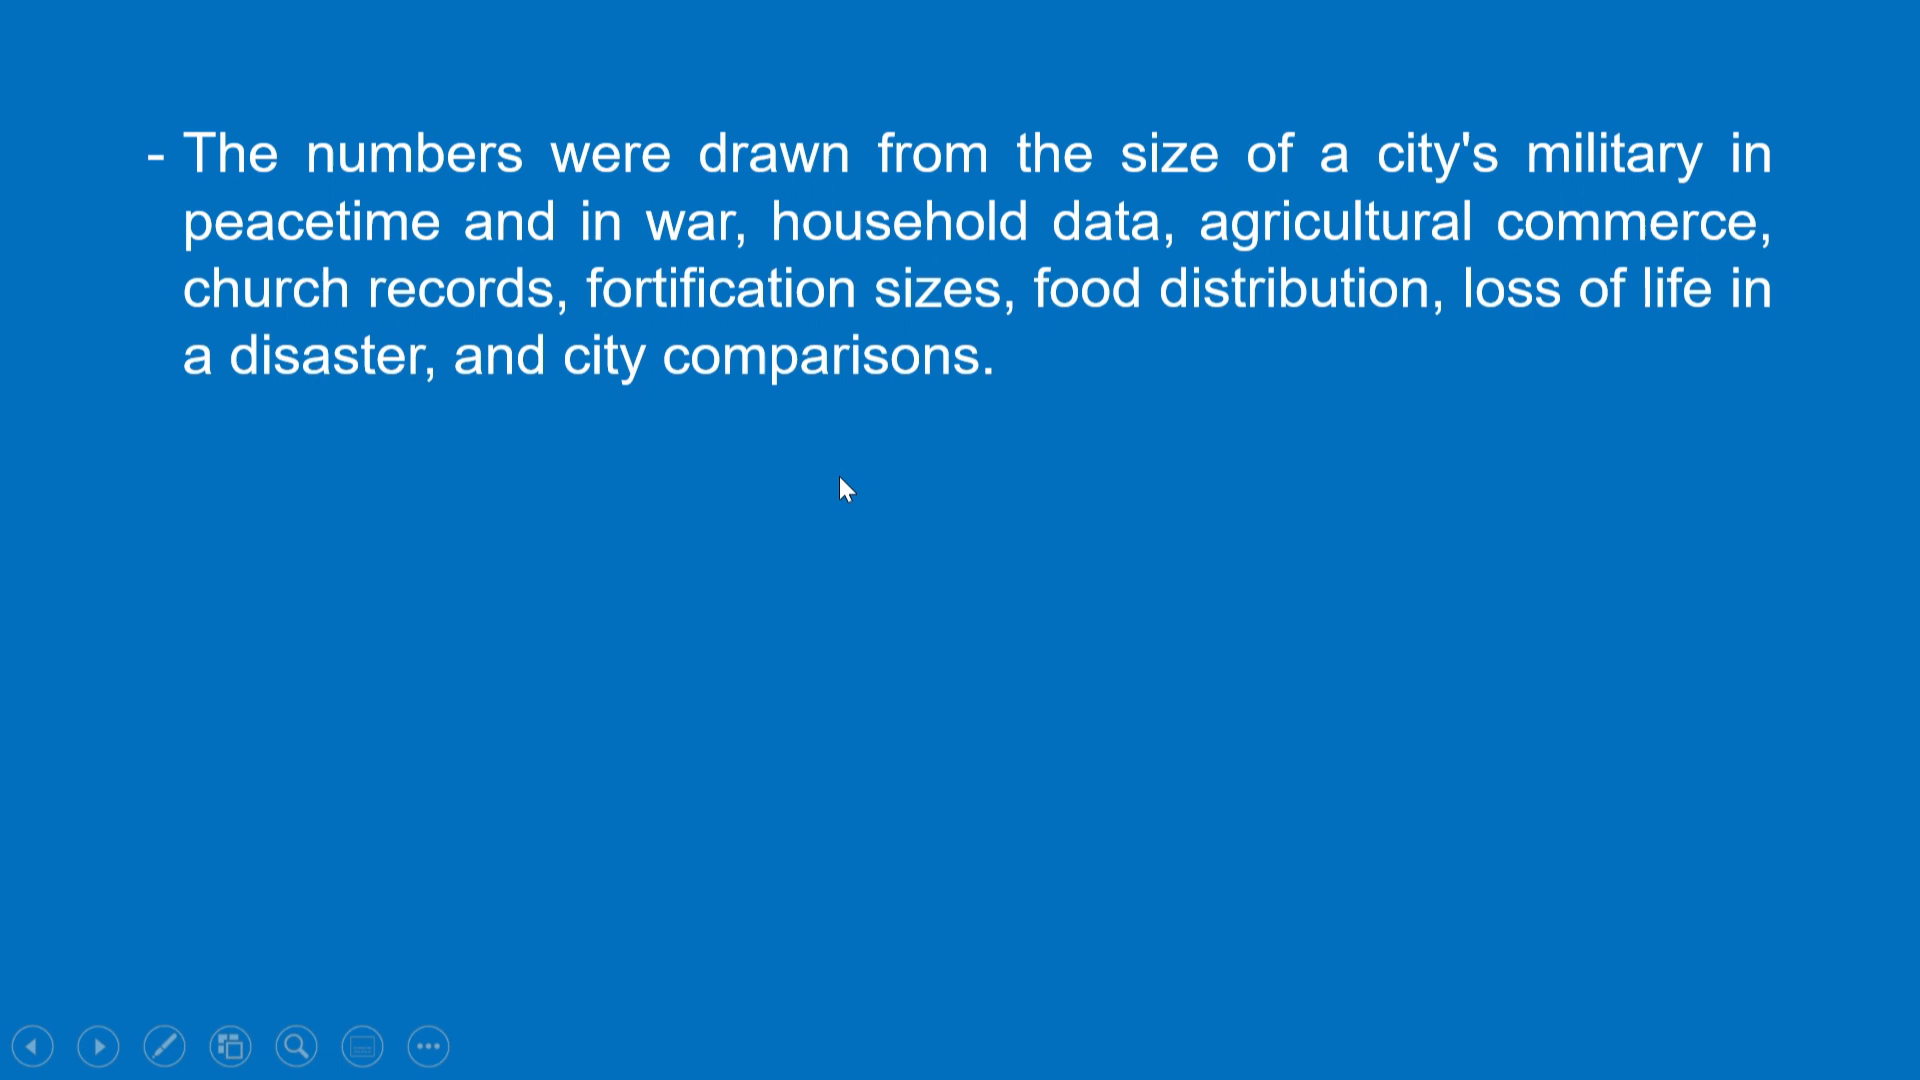 - The numbers were drawn from the size of a city's military in
peacetime and in war, household data, agricultural commerce,
church records, fortification sizes, food distribution, loss of life in
a disaster, and city comparisons.